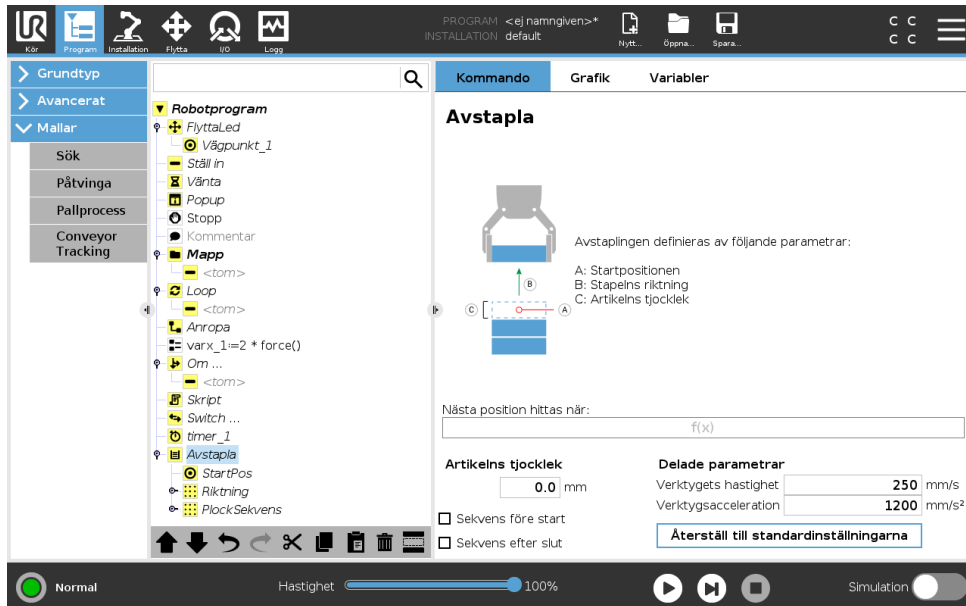 PROGRAM <ej namngiven>*
INSTALLATION default
UR
Kör
Program
Installation
Flytta
I/O
Logg
Nytt...
Öppna...
Spara...
C C
C C
Grundtyp
Avancerat
Mallar
Sök
Påtvinga
Pallprocess
Conveyor
Tracking
Robotprogram
FlyttaLed
Vägpunkt_1
Ställ in
Vänta
Popup
Stopp
Kommentar
Mapp
<tom>
Loop
<tom>
Anropa
varx_1≔2 * force()
Om ...
<tom>
Skript
Switch ...
timer_1
Avstapla
StartPos
Riktning
PlockSekvens
Kommando
Grafik
Variabler
Avstapla
Avstaplingen definieras av följande parametrar:
A: Startpositionen
B: Stapelns riktning
C: Artikelns tjocklek
B
C
A
Nästa position hittas när:
f(x)
Artikelns tjocklek
0.0 mm
Sekvens före start
Sekvens efter slut
Delade parametrar
Verktygets hastighet 250 mm/s
Verktygsacceleration 1200 mm/s²
Återställ till standardinställningarna
Normal
Hastighet 100%
Simulation